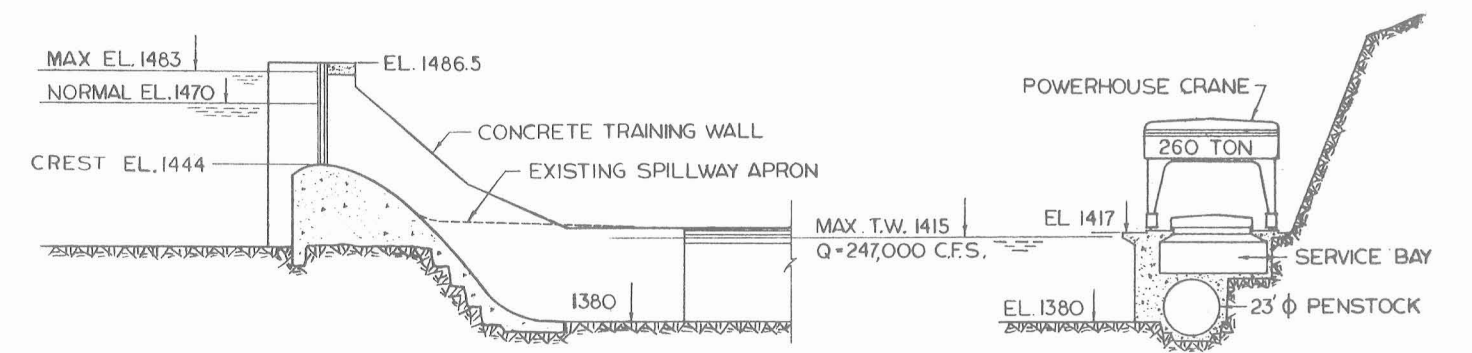 MAX EL. 1483
NORMAL EL. 1470
CREST EL. 1444
EL. 1486.5
CONCRETE TRAINING WALL
EXISTING SPILLWAY APRON
1380
MAX. T.W. 1415
Q = 247,000 C.F.S.
EL 1417
EL. 1380
POWERHOUSE CRANE
260 TON
SERVICE BAY
23' ϕ PENSTOCK